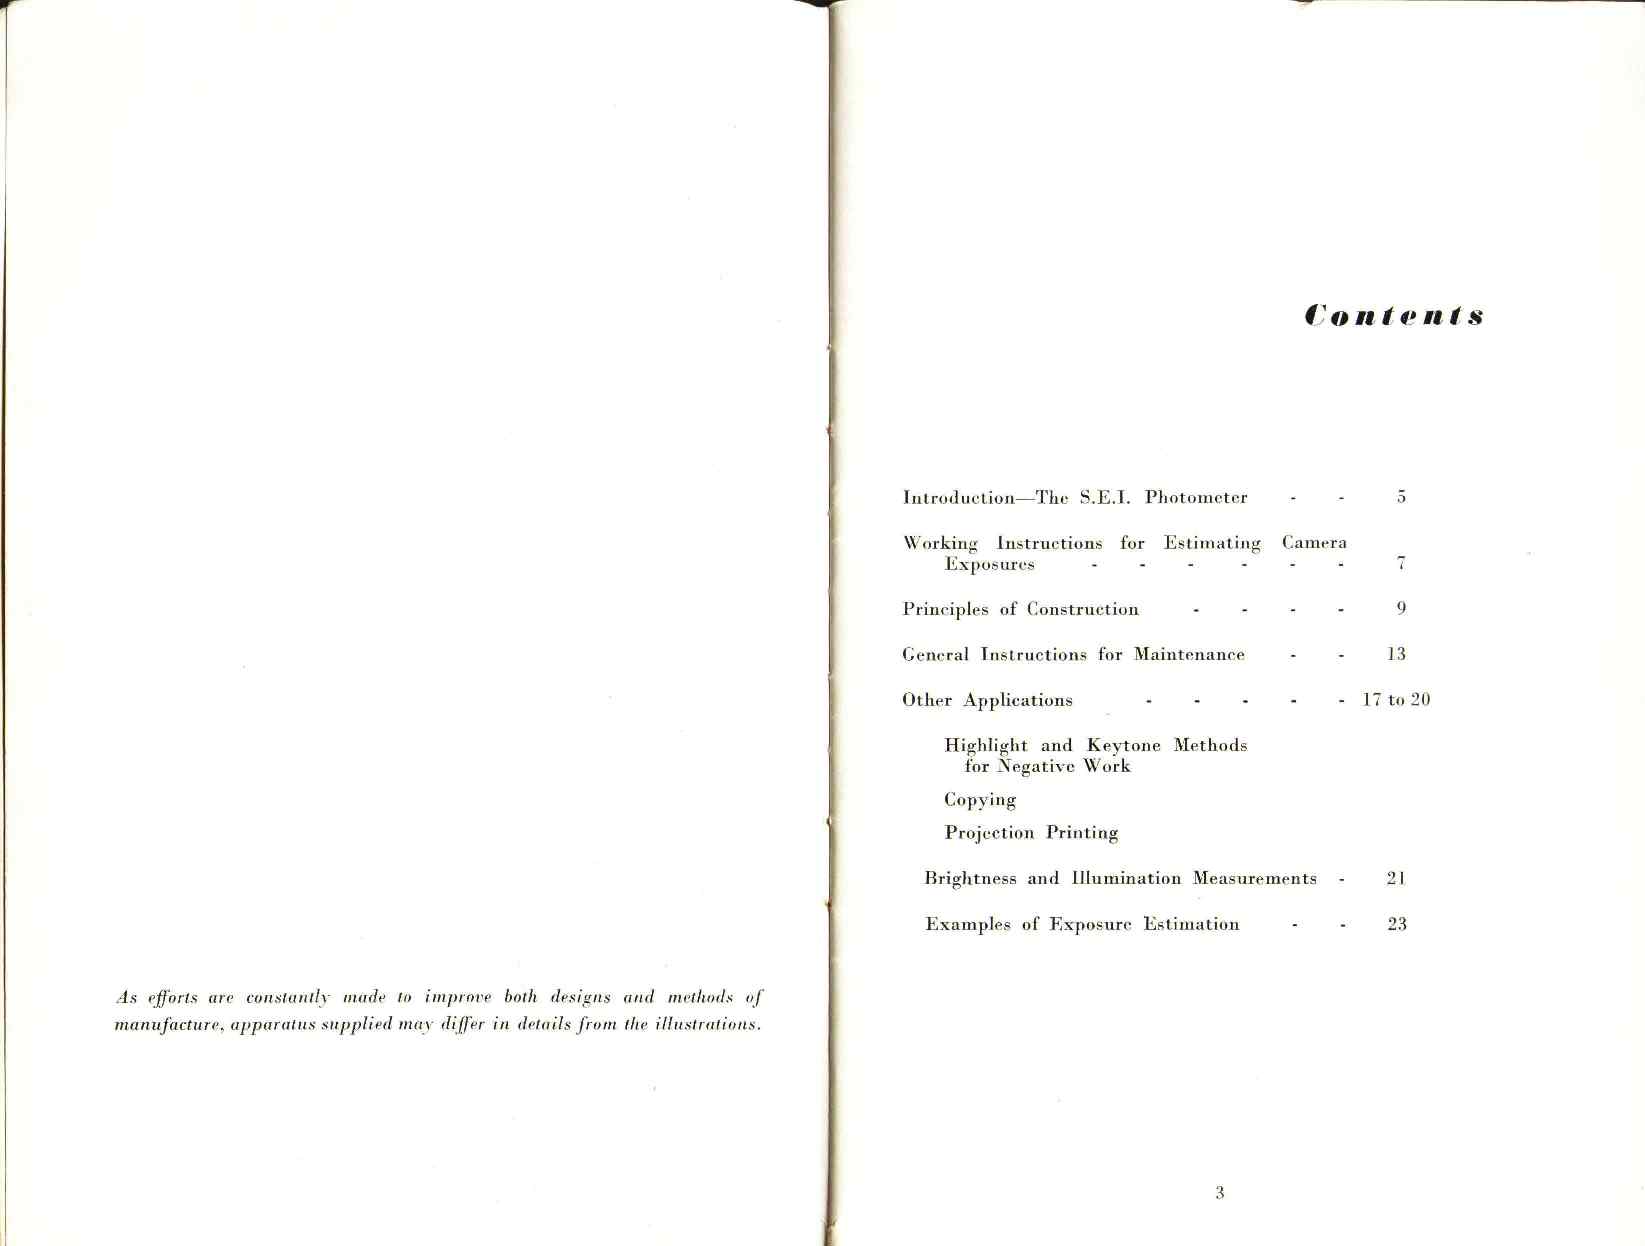 As efforts are constantly made to improve both designs and methods of
manufacture, apparatus supplied may differ in details from the illustrations.
Contents
Introduction—The S.E.I. Photometer - - 5
Working Instructions for Estimating Camera
Exposures - - - - - - 7
Principles of Construction - - - - 9
General Instructions for Maintenance - - 13
Other Applications - - - - - 17 to 20
Highlight and Keytone Methods
for Negative Work
Copying
Projection Printing
Brightness and Illumination Measurements - 21
Examples of Exposure Estimation - - 23
3